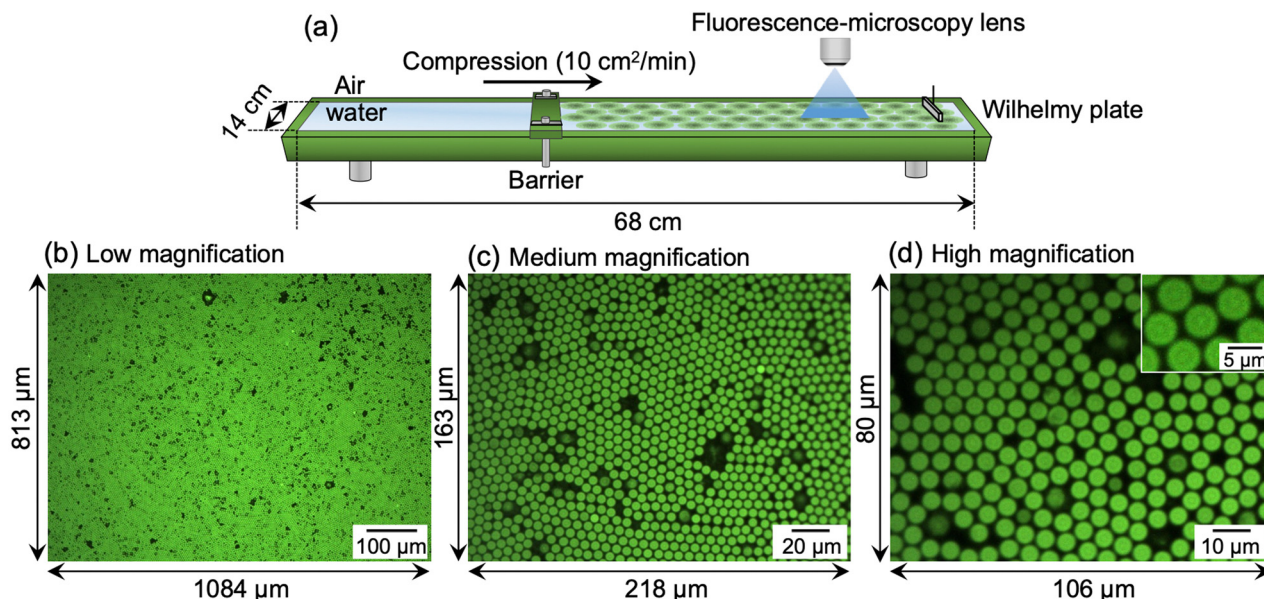 (a)
Fluorescence-microscopy lens
Compression (10 cm²/min)
Air
water
14 cm
Wilhelmy plate
Barrier
68 cm
(b) Low magnification
(c) Medium magnification
(d) High magnification
813 µm
163 µm
80 µm
5 µm
100 µm
20 µm
10 µm
1084 µm
218 µm
106 µm